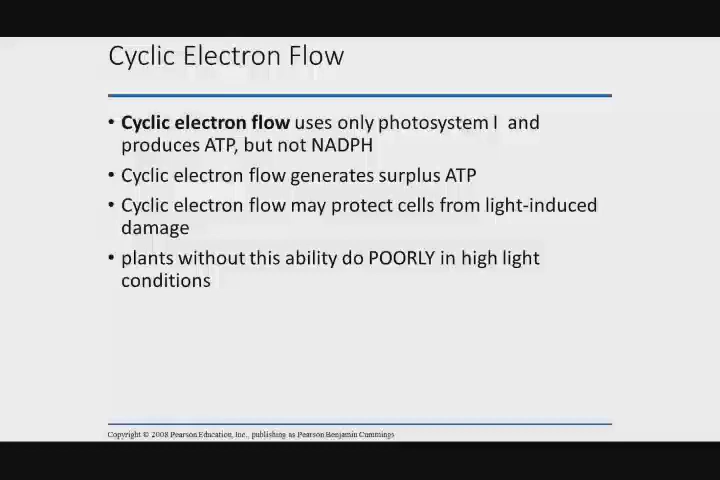 Cyclic Electron Flow
• Cyclic electron flow uses only photosystem I and
produces ATP, but not NADPH
• Cyclic electron flow generates surplus ATP
• Cyclic electron flow may protect cells from light-induced
damage
• plants without this ability do POORLY in high light
conditions
Copyright © 2008 Pearson Education, Inc., publishing as Pearson Benjamin Cummings